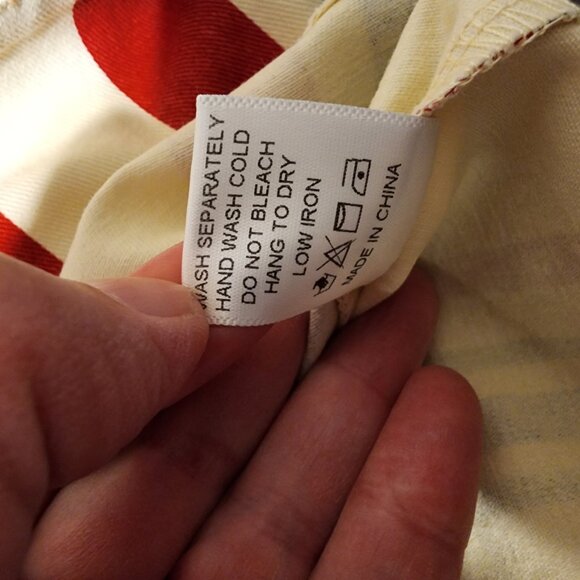 WASH SEPARATELY
HAND WASH COLD
DO NOT BLEACH
HANG TO DRY
LOW IRON
MADE IN CHINA